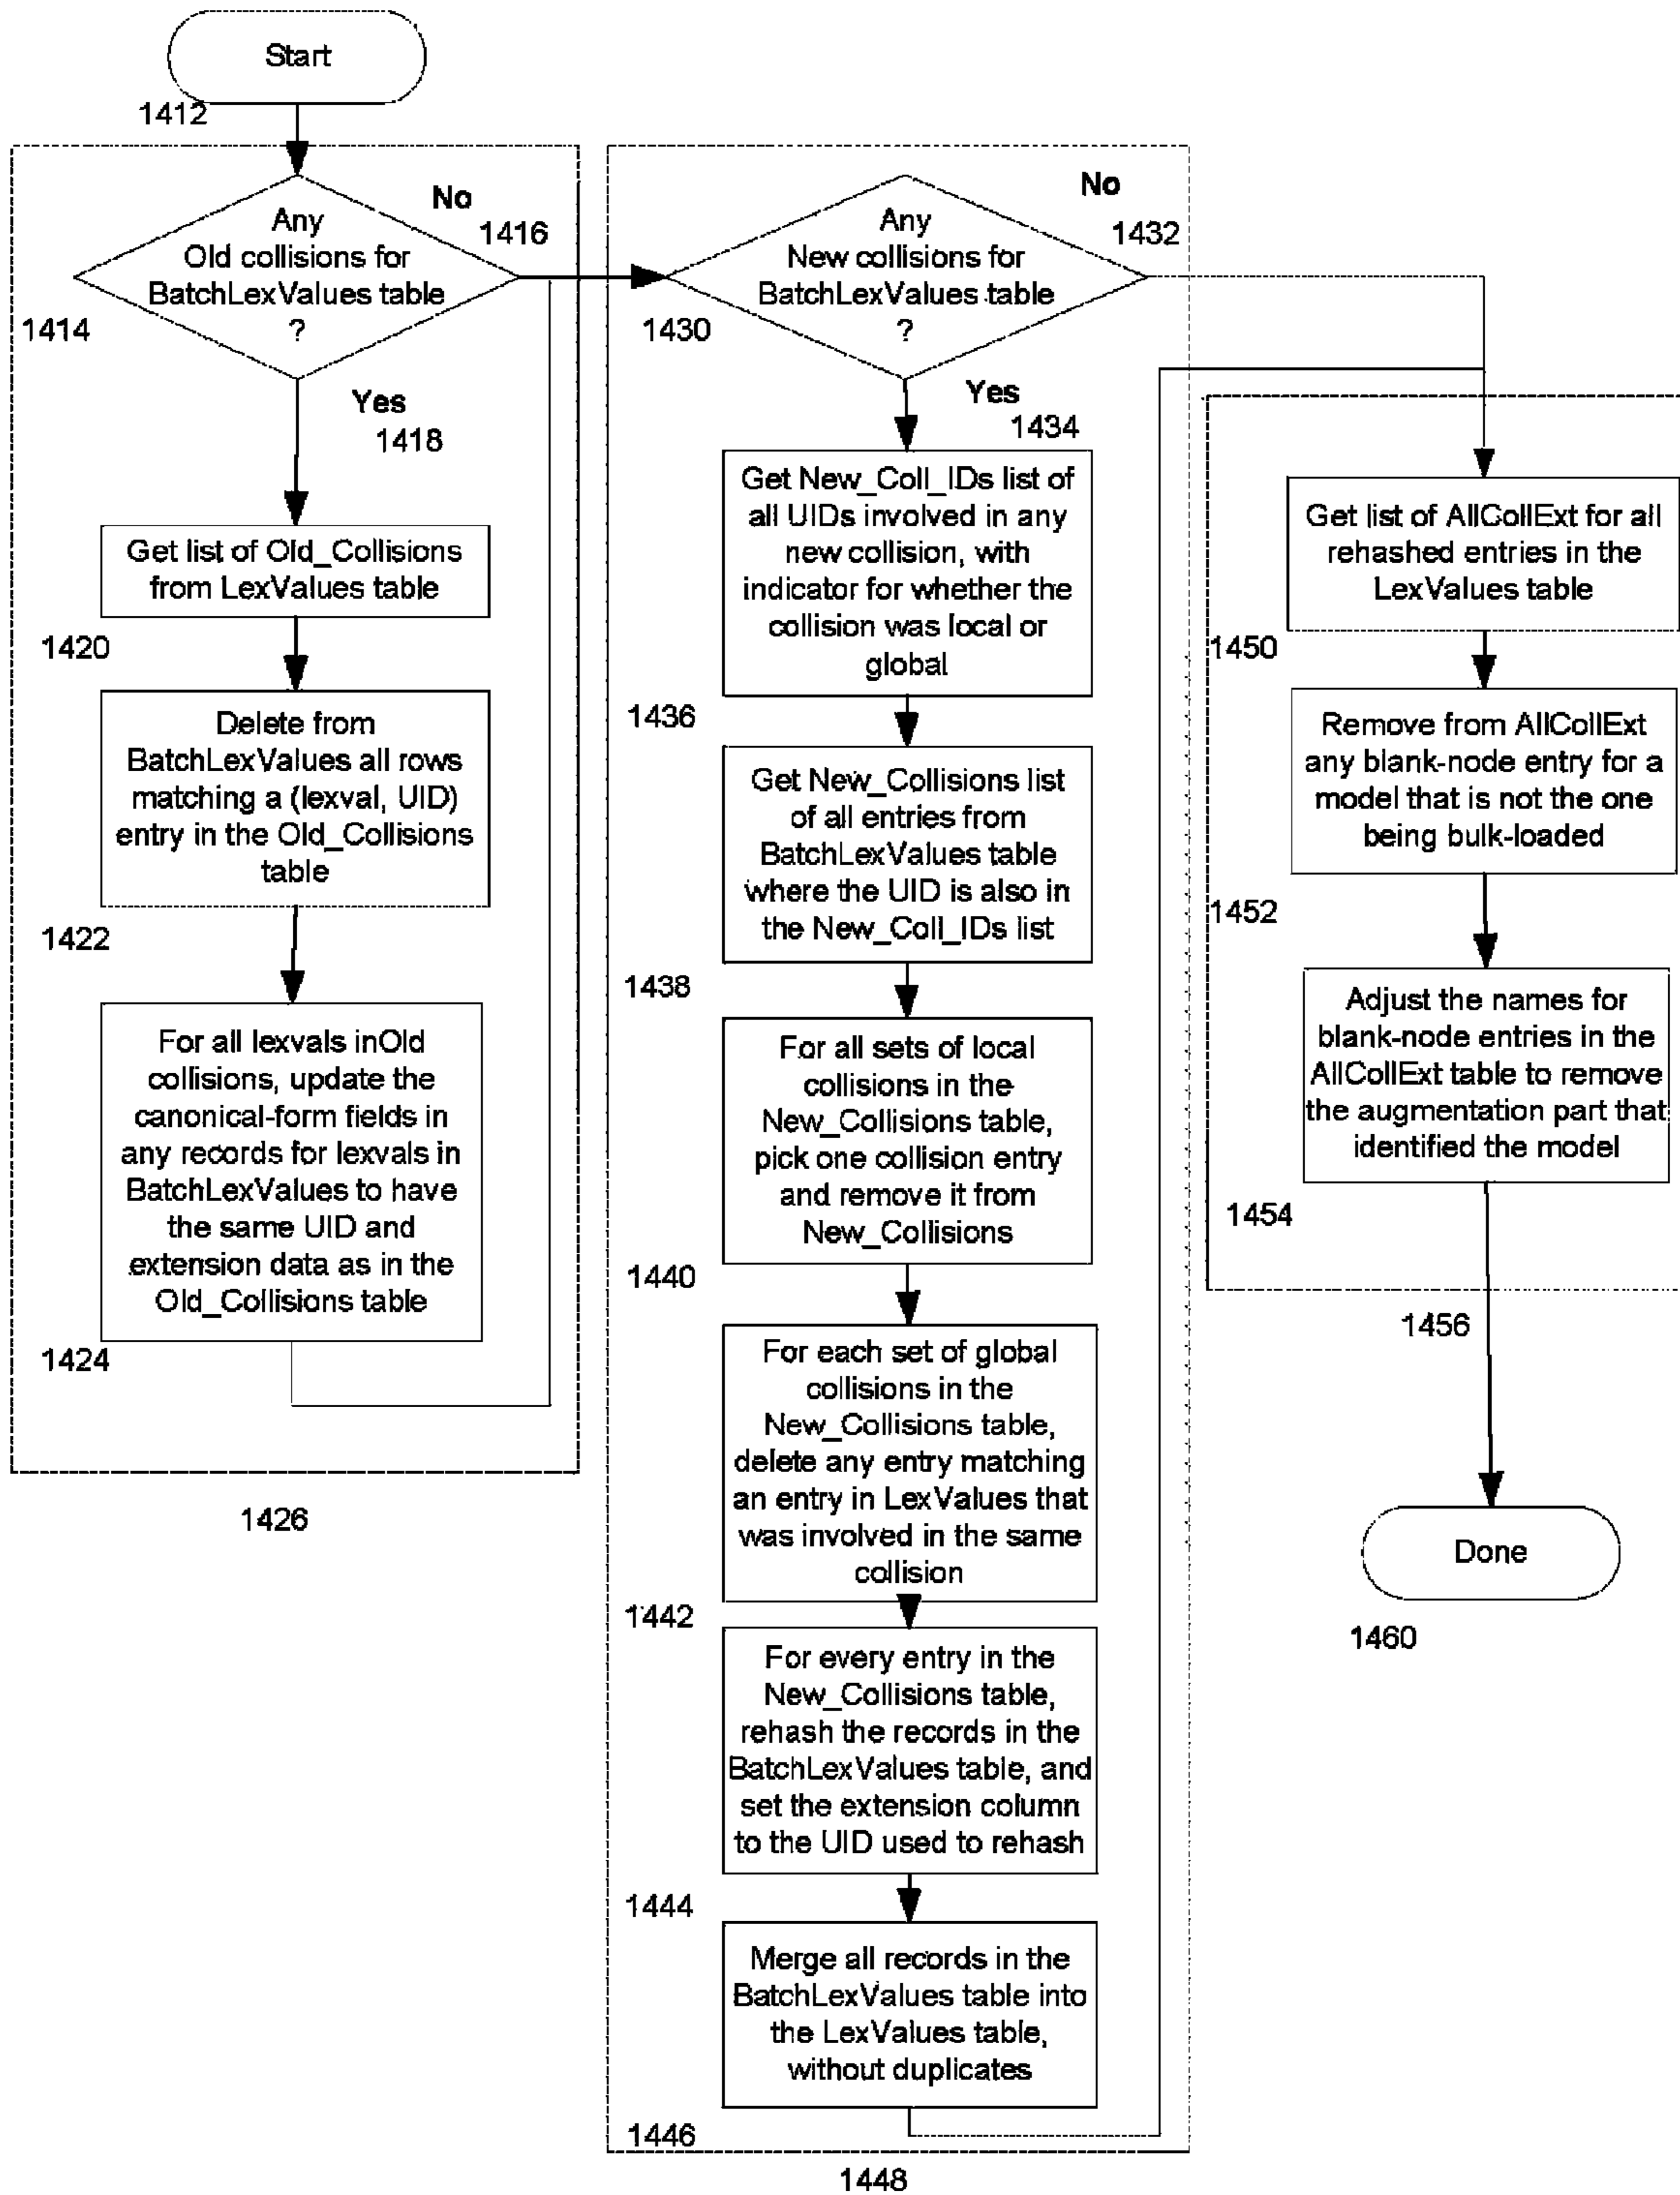 Start
1412
Any
Old collisions for
BatchLexValues table
?
No
1416
1414
Yes
1418
Get list of Old_Collisions
from LexValues table
1420
Delete from
BatchLexValues all rows
matching a (lexval, UID)
entry in the Old_Collisions
table
1422
For all lexvals inOld
collisions, update the
canonical-form fields in
any records for lexvals in
BatchLexValues to have
the same UID and
extension data as in the
Old_Collisions table
1424
1426
Any
New collisions for
BatchLexValues table
?
No
1432
1430
Yes
1434
Get New_Coll_IDs list of
all UIDs involved in any
new collision, with
indicator for whether the
collision was local or
global
1436
Get New_Collisions list
of all entries from
BatchLexValues table
where the UID is also in
the New_Coll_IDs list
1438
For all sets of local
collisions in the
New_Collisions table,
pick one collision entry
and remove it from
New_Collisions
1440
For each set of global
collisions in the
New_Collisions table,
delete any entry matching
an entry in LexValues that
was involved in the same
collision
1442
For every entry in the
New_Collisions table,
rehash the records in the
BatchLexValues table, and
set the extension column
to the UID used to rehash
1444
Merge all records in the
BatchLexValues table into
the LexValues table,
without duplicates
1446
1448
Get list of AllCollExt for all
rehashed entries in the
LexValues table
1450
Remove from AllCollExt
any blank-node entry for a
model that is not the one
being bulk-loaded
1452
Adjust the names for
blank-node entries in the
AllCollExt table to remove
the augmentation part that
identified the model
1454
1456
Done
1460